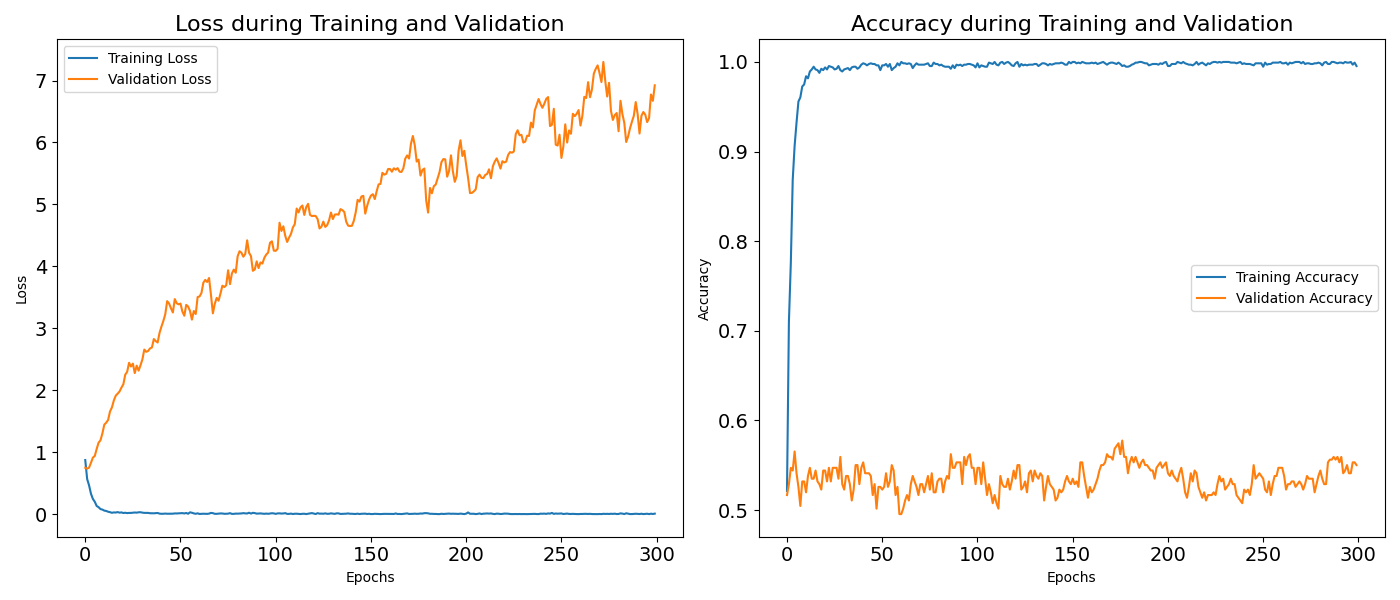 Loss during Training and Validation
Training Loss
Validation Loss
7
6
5
4
3
2
1
0
Loss
0 50 100 150 200 250 300
Epochs
Accuracy during Training and Validation
1.0
0.9
0.8
0.7
0.6
0.5
Accuracy
Training Accuracy
Validation Accuracy
0 50 100 150 200 250 300
Epochs